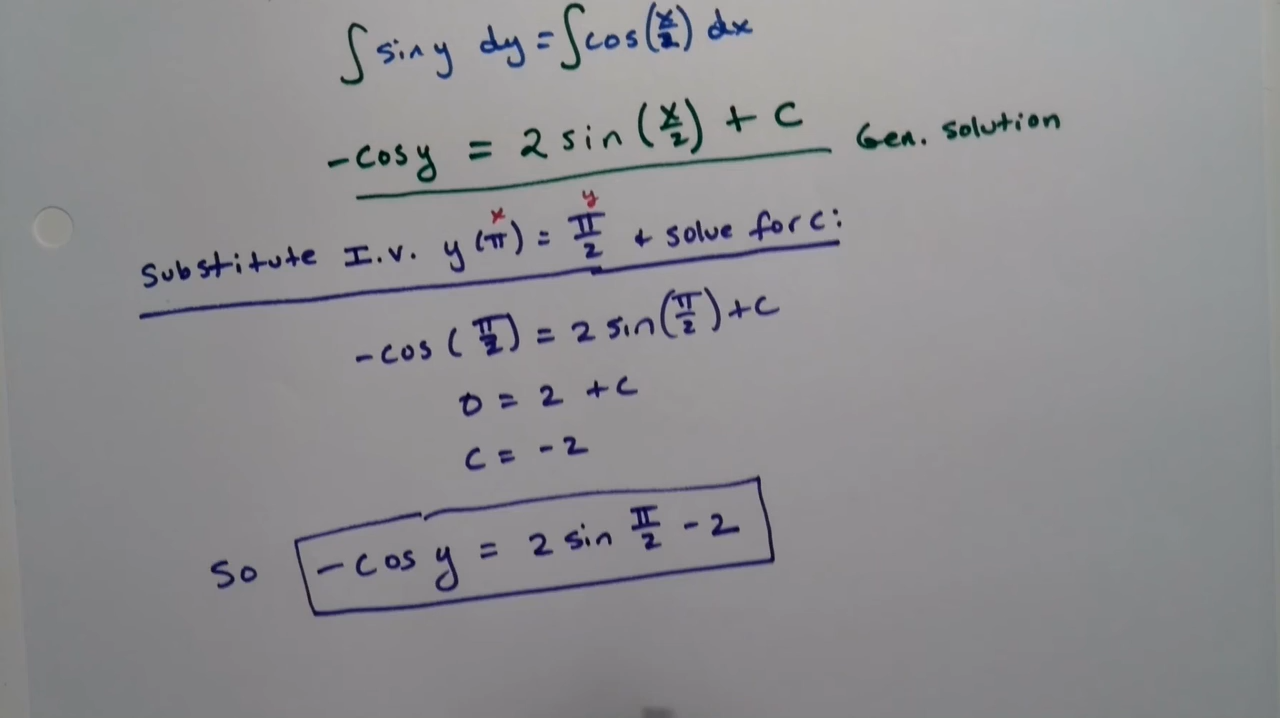 ∫ sin y dy = ∫ cos(x/2) dx
-cos y = 2 sin(x/2) + C Gen. solution
x y
Substitute I.V. y(π) = π/2 + solve for c:
-cos(π/2) = 2 sin(π/2) + C
0 = 2 + C
C = -2
So -cos y = 2 sin π/2 - 2